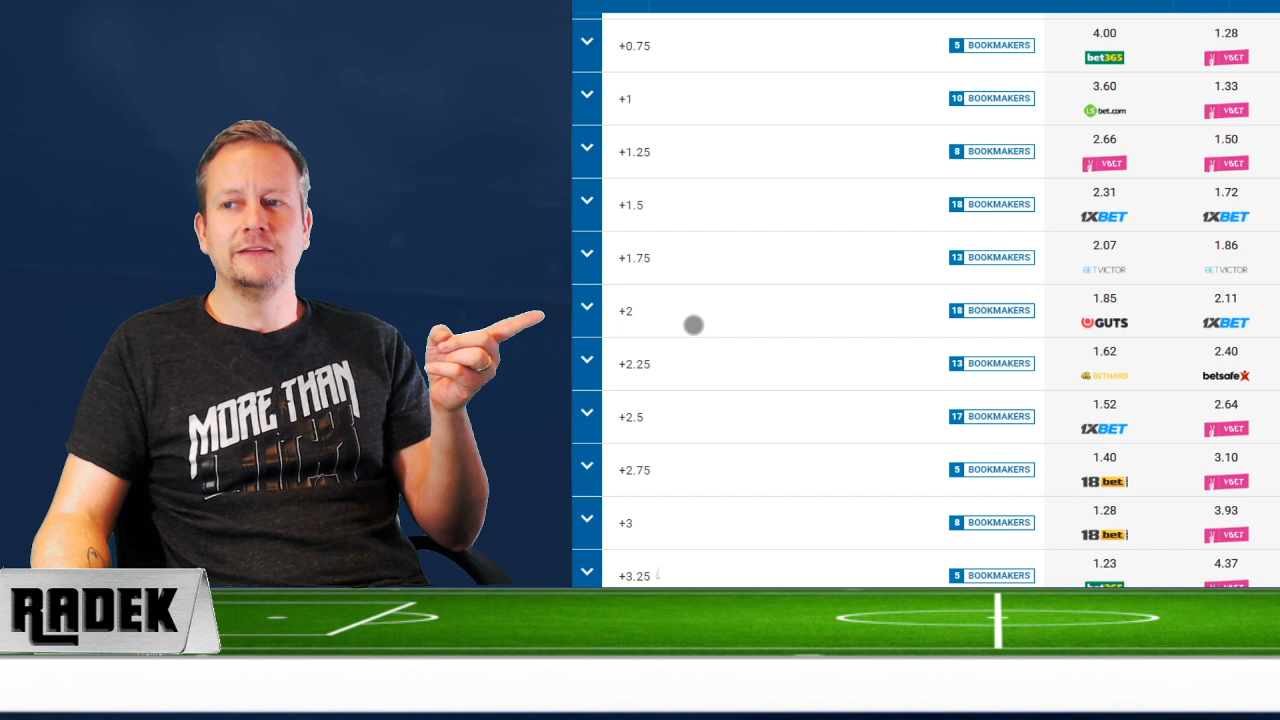 +0.75 5 BOOKMAKERS 4.00 1.28
bet365 VBET
+1 10 BOOKMAKERS 3.60 1.33
LS bet.com VBET
+1.25 8 BOOKMAKERS 2.66 1.50
VBET VBET
+1.5 18 BOOKMAKERS 2.31 1.72
1XBET 1XBET
+1.75 13 BOOKMAKERS 2.07 1.86
BETVICTOR BETVICTOR
+2 18 BOOKMAKERS 1.85 2.11
GUTS 1XBET
+2.25 13 BOOKMAKERS 1.62 2.40
BETHARD betsafe
+2.5 17 BOOKMAKERS 1.52 2.64
1XBET VBET
+2.75 5 BOOKMAKERS 1.40 3.10
18bet VBET
+3 8 BOOKMAKERS 1.28 3.93
18bet VBET
+3.25 5 BOOKMAKERS 1.23 4.37
bet365 VBET
MORE THAN
RADEK